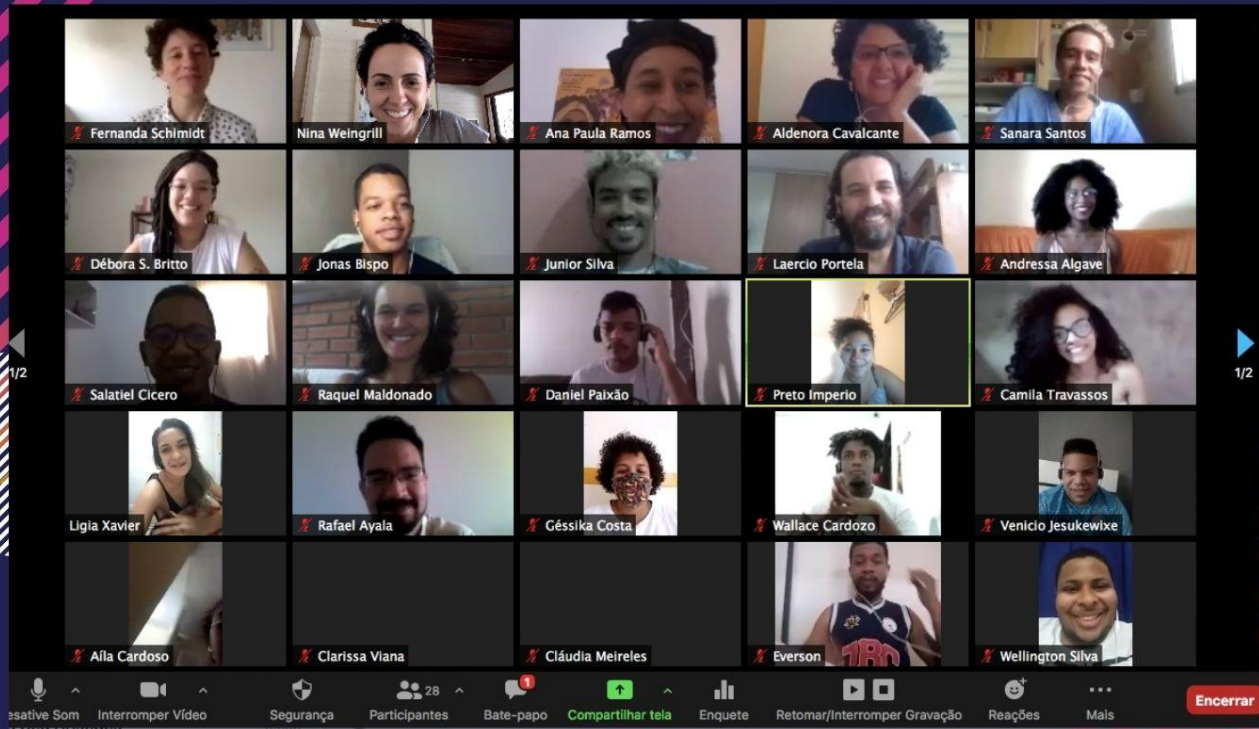 Fernanda Schimidt
Nina Weingrill
Ana Paula Ramos
Aldenora Cavalcante
Sanara Santos
Débora S. Britto
Jonas Bispo
Junior Silva
Laercio Portela
Andressa Algave
Salatiel Cicero
Raquel Maldonado
Daniel Paixão
Preto Imperio
Camila Travassos
1/2
1/2
Ligia Xavier
Rafael Ayala
Géssika Costa
Wallace Cardozo
Venicio Jesukewixe
Aíla Cardoso
Clarissa Viana
Cláudia Meireles
Everson
Wellington Silva
28
1
esative Som
Interromper Vídeo
Segurança
Participantes
Bate-papo
Compartilhar tela
Enquete
Retomar/Interromper Gravação
Reações
Mais
Encerrar